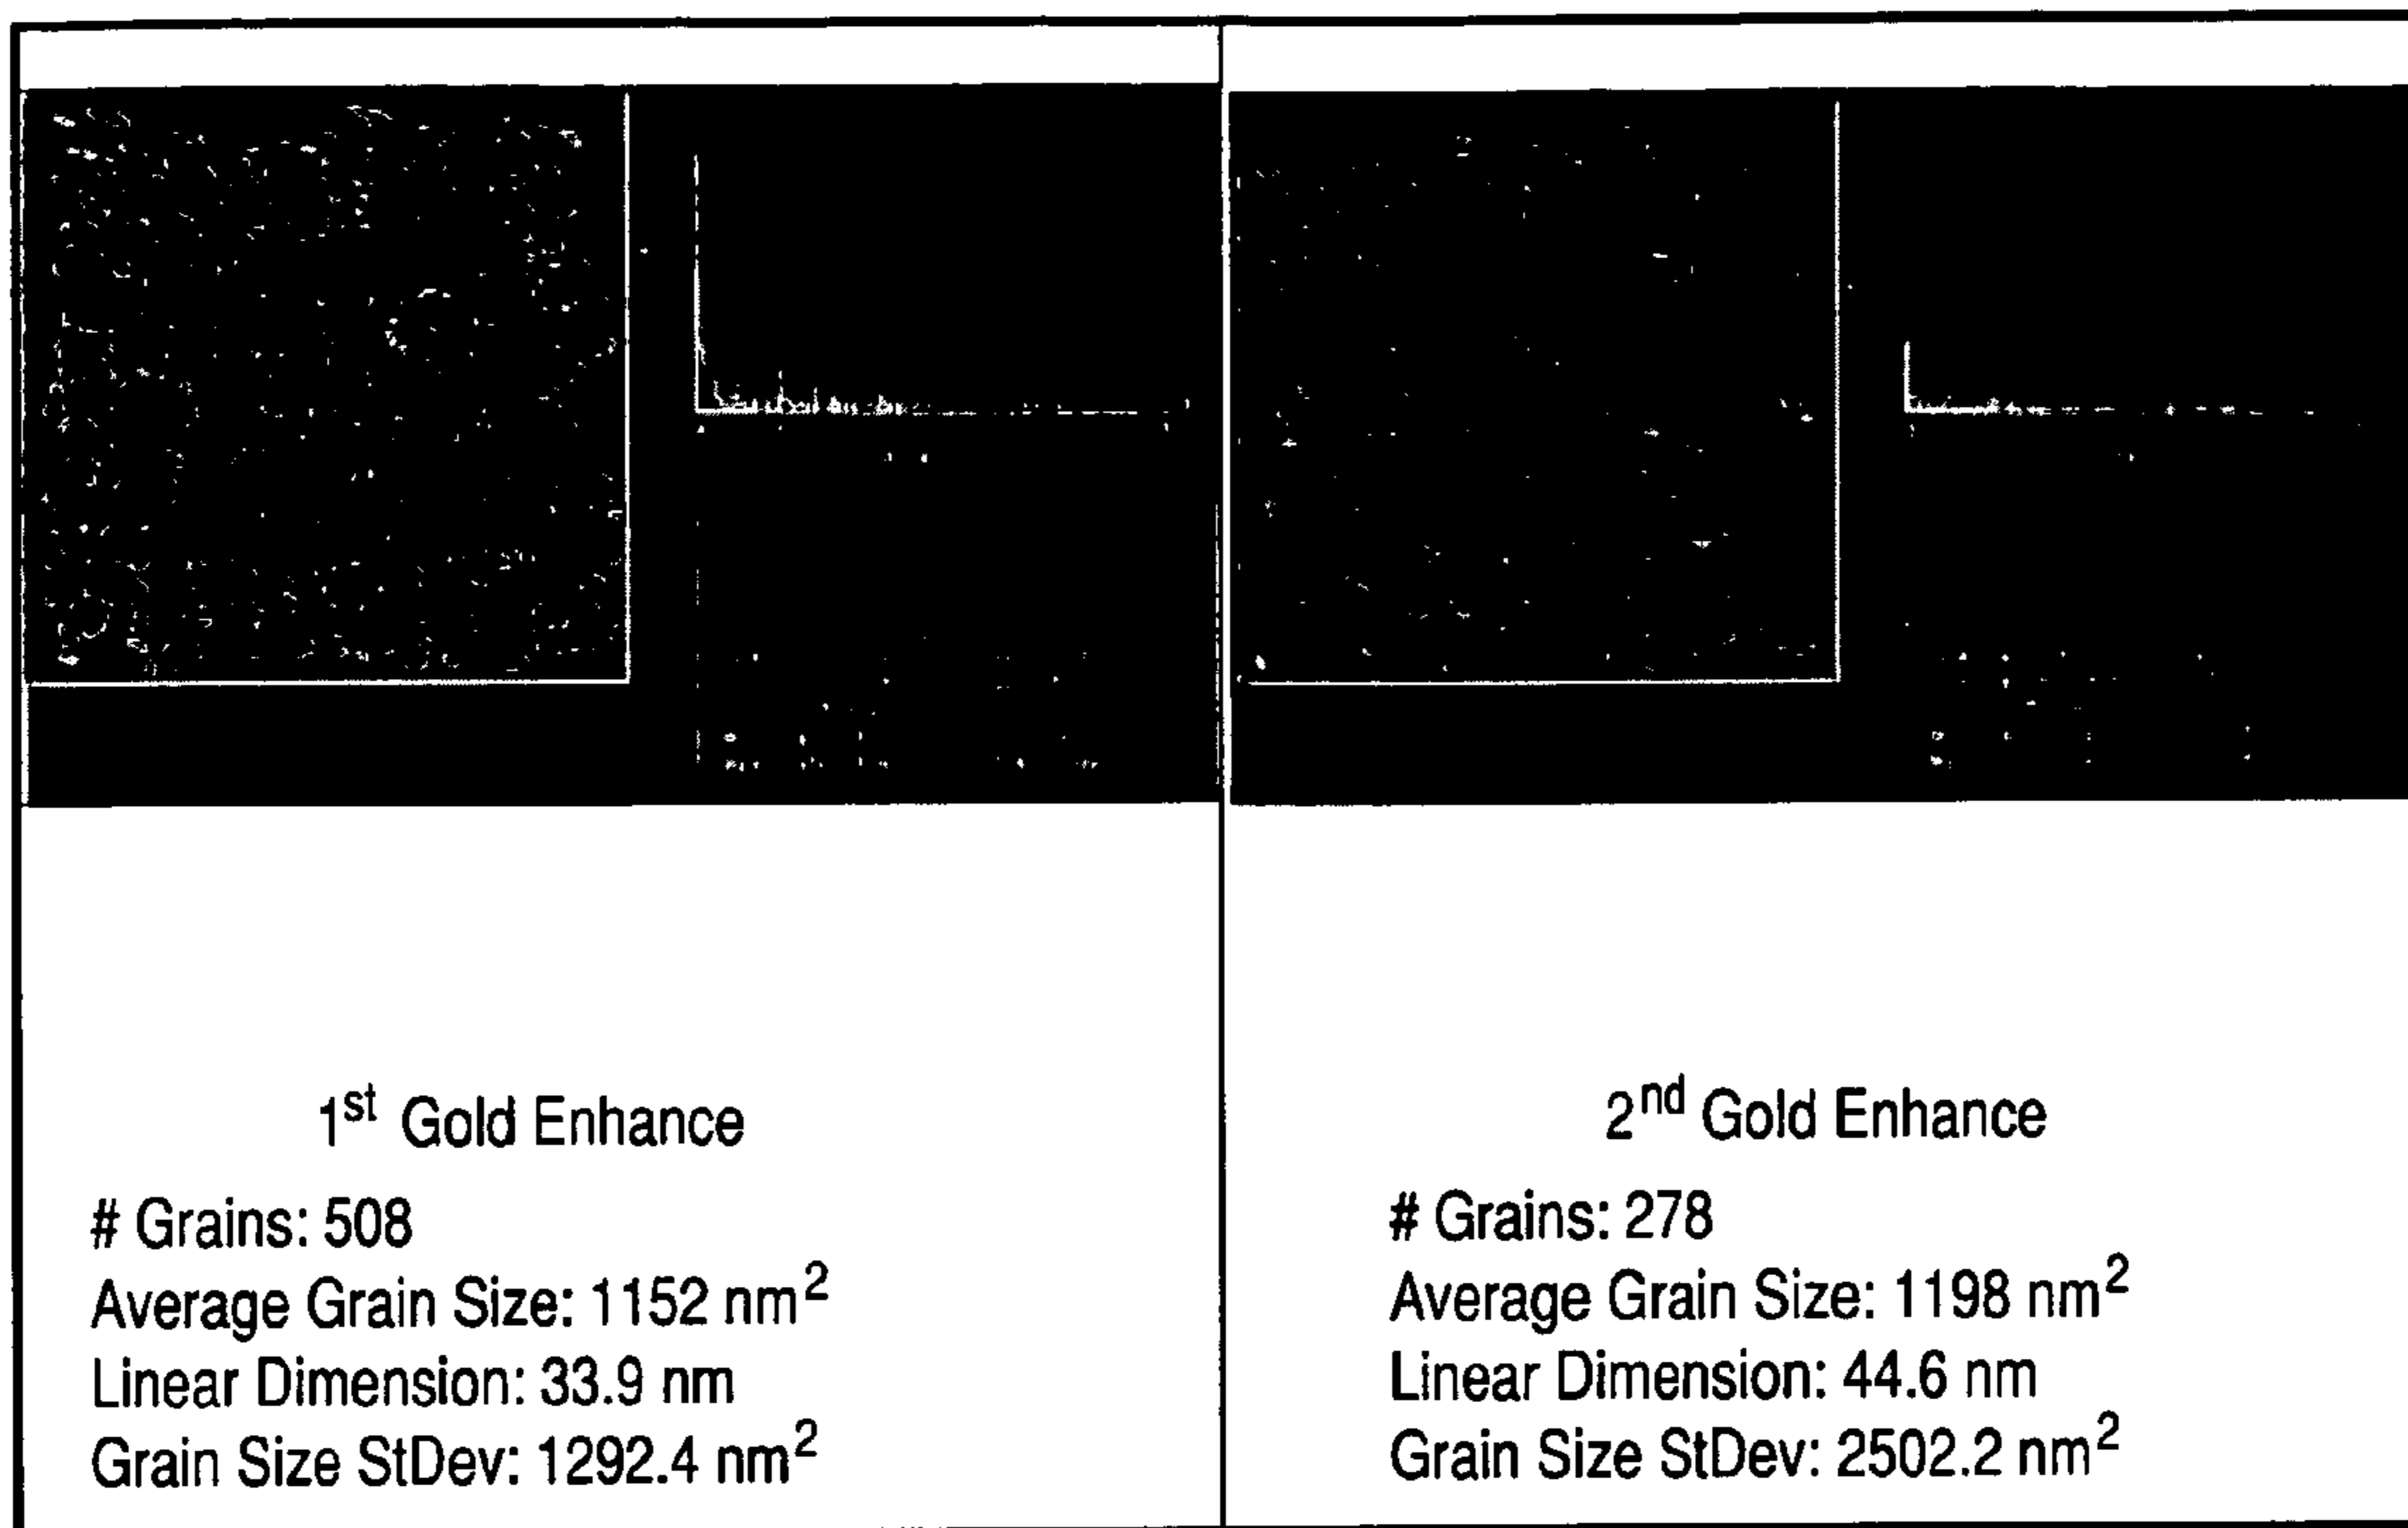 1st Gold Enhance
# Grains: 508
Average Grain Size: 1152 nm2
Linear Dimension: 33.9 nm
Grain Size StDev: 1292.4 nm2
2nd Gold Enhance
# Grains: 278
Average Grain Size: 1198 nm2
Linear Dimension: 44.6 nm
Grain Size StDev: 2502.2 nm2